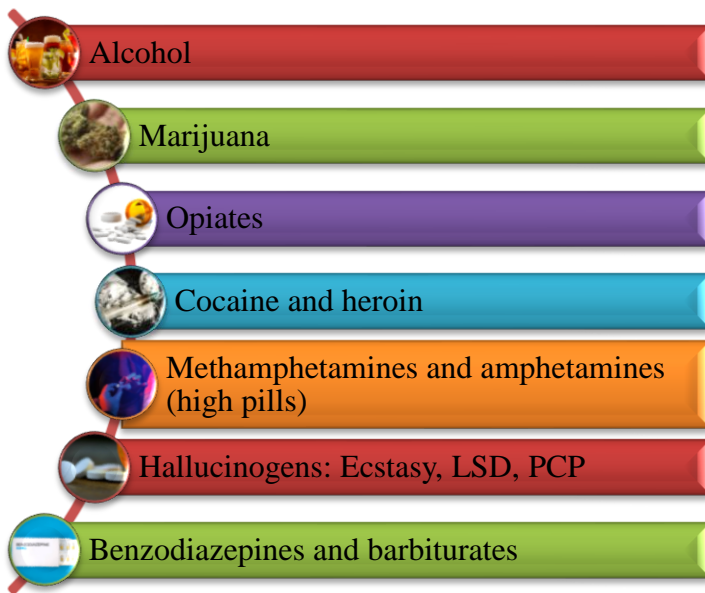 Alcohol
Marijuana
Opiates
Cocaine and heroin
Methamphetamines and amphetamines
(high pills)
Hallucinogens: Ecstasy, LSD, PCP
Benzodiazepines and barbiturates